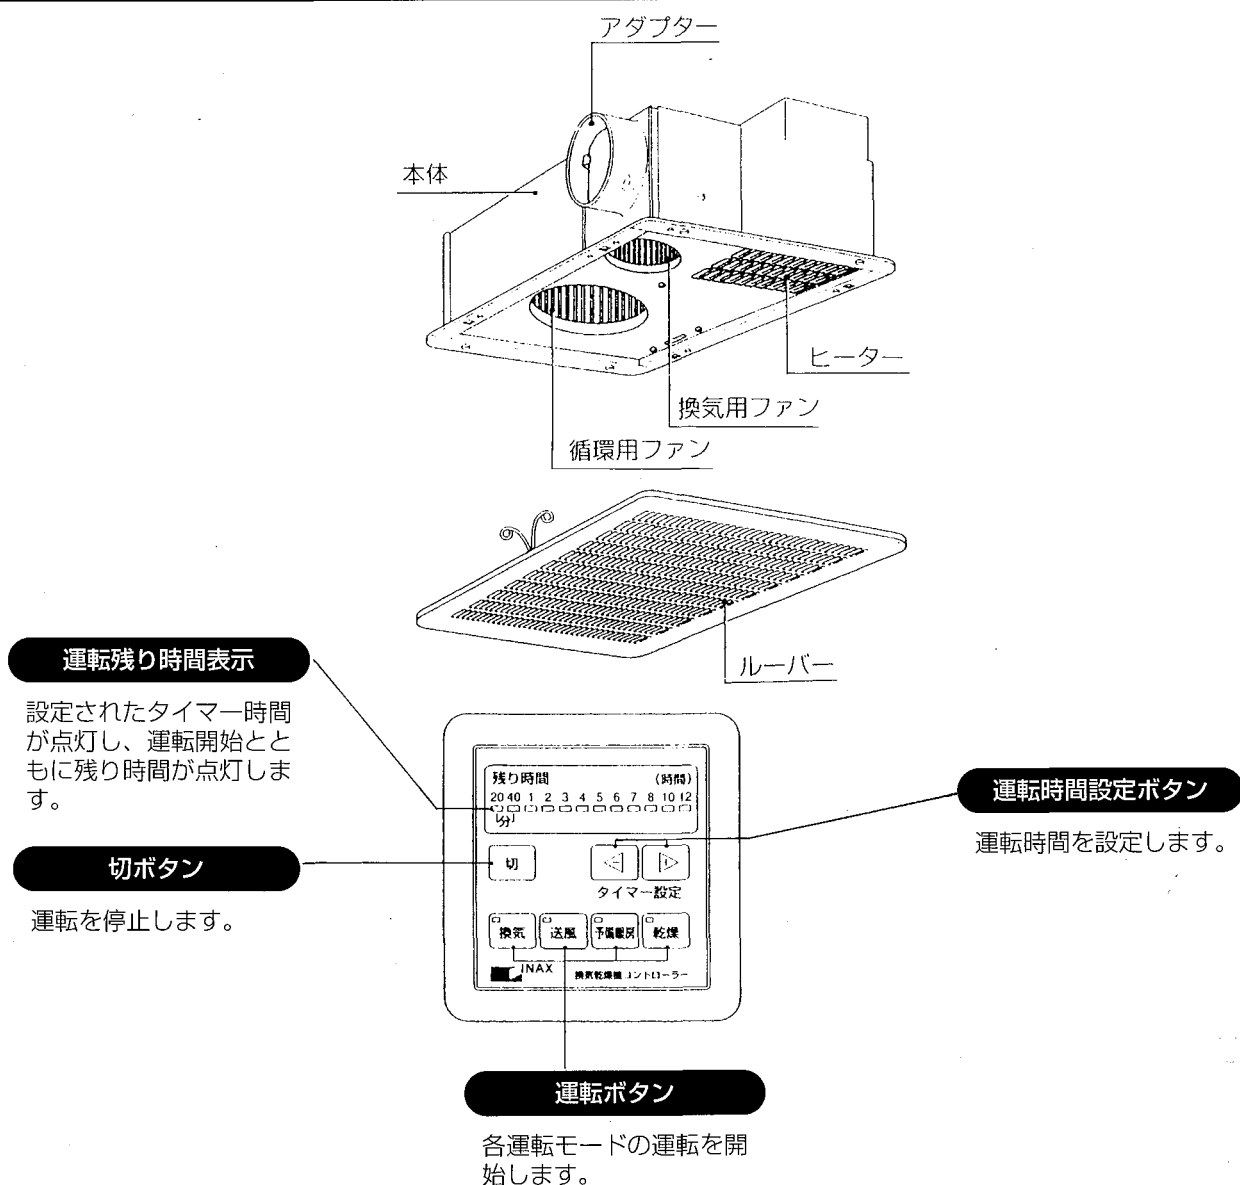 アダプター
本体
ヒーター
換気用ファン
循環用ファン
ルーバー
運転残り時間表示
設定されたタイマー時間
が点灯し、運転開始とと
もに残り時間が点灯しま
す。
切ボタン
運転を停止します。
残り時間 (時間)
20 40 1 2 3 4 5 6 7 8 10 12
分
切
タイマー設定
換気 送風 予備暖房 乾燥
INAX 換気乾燥機コントローラー
運転時間設定ボタン
運転時間を設定します。
運転ボタン
各運転モードの運転を開
始します。